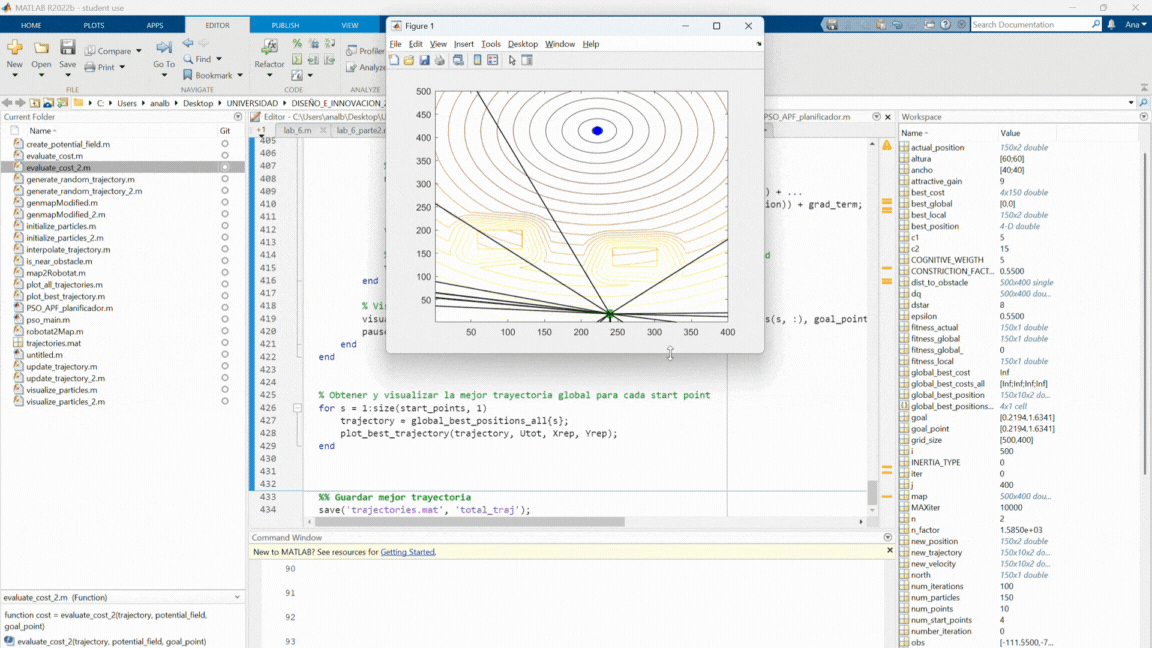 MATLAB R2022b - student use
HOME PLOTS APPS EDITOR PUBLISH VIEW
Search Documentation
Ana
New Open Save Compare Print
Go To Find Bookmark
Refactor
Profiler
Analyze
FILE NAVIGATE CODE ANALYZE
C: Users analb Desktop UNIVERSIDAD
Current Folder
Name Git
create_potential_field.m
evaluate_cost.m
evaluate_cost_2.m
generate_random_trajectory.m
generate_random_trajectory_2.m
genmapModified.m
genmapModified_2.m
initialize_particles.m
initialize_particles_2.m
interpolate_trajectory.m
is_near_obstacle.m
map2Robotat.m
plot_all_trajectories.m
plot_best_trajectory.m
PSO_APF_planificador.m
pso_main.m
robotat2Map.m
trajectories.mat
untitled.m
update_trajectory.m
update_trajectory_2.m
visualize_particles.m
visualize_particles_2.m
evaluate_cost_2.m (Function)
function cost = evaluate_cost_2(trajectory, potential_field,
goal_point)
evaluate_cost_2(trajectory, potential_field, goal_point)
Figure 1
File Edit View Insert Tools Desktop Window Help
500
450
400
350
300
250
200
150
100
50
50 100 150 200 250 300 350 400
PSO_APF_planificador.m
lab_6.m
405
406
407
408
409 ) + ...
410 ion)) + grad_term;
411
412
413
414
415
416 end
417
418
419 s(s, :), goal_point
420
421 end
422 end
423
424
425 % Obtener y visualizar la mejor trayectoria global para cada start point
426 for s = 1:size(start_points, 1)
427 trajectory = global_best_positions_all{s};
428 plot_best_trajectory(trajectory, Utot, Xrep, Yrep);
429 end
430
431
432
433 %% Guardar mejor trayectoria
434 save('trajectories.mat', 'total_traj');
Command Window
New to MATLAB? See resources for Getting Started.
90
91
92
93
Workspace
Name Value
actual_position 150x2 double
altura [60;60]
ancho [40;40]
attractive_gain 9
best_cost 4x150 double
best_global [0,0]
best_local 150x2 double
best_position 4-D double
c1 5
c2 15
COGNITIVE_WEIGTH 5
CONSTRICTION_FACT... 0.5500
dist_to_obstacle 500x400 single
dq 500x400 dou...
dstar 8
epsilon 0.5500
fitness_actual 150x1 double
fitness_global 150x1 double
fitness_global_ 0
fitness_local 150x1 double
global_best_cost Inf
global_best_costs_all [Inf;Inf;Inf;Inf]
global_best_position 150x10x2 do...
global_best_positions... 4x1 cell
goal [0.2194,1.6341]
goal_point [0.2194,1.6341]
grid_size [500,400]
i 500
INERTIA_TYPE 0
iter 0
j 400
map 500x400 dou...
MAXiter 10000
n 2
n_factor 1.5850e+03
new_position 150x2 double
new_trajectory 150x10x2 do...
new_velocity 150x10x2 do...
north 150x1 double
num_iterations 100
num_particles 150
num_points 10
num_start_points 4
number_iteration 0
obs [-111.5500,-7...